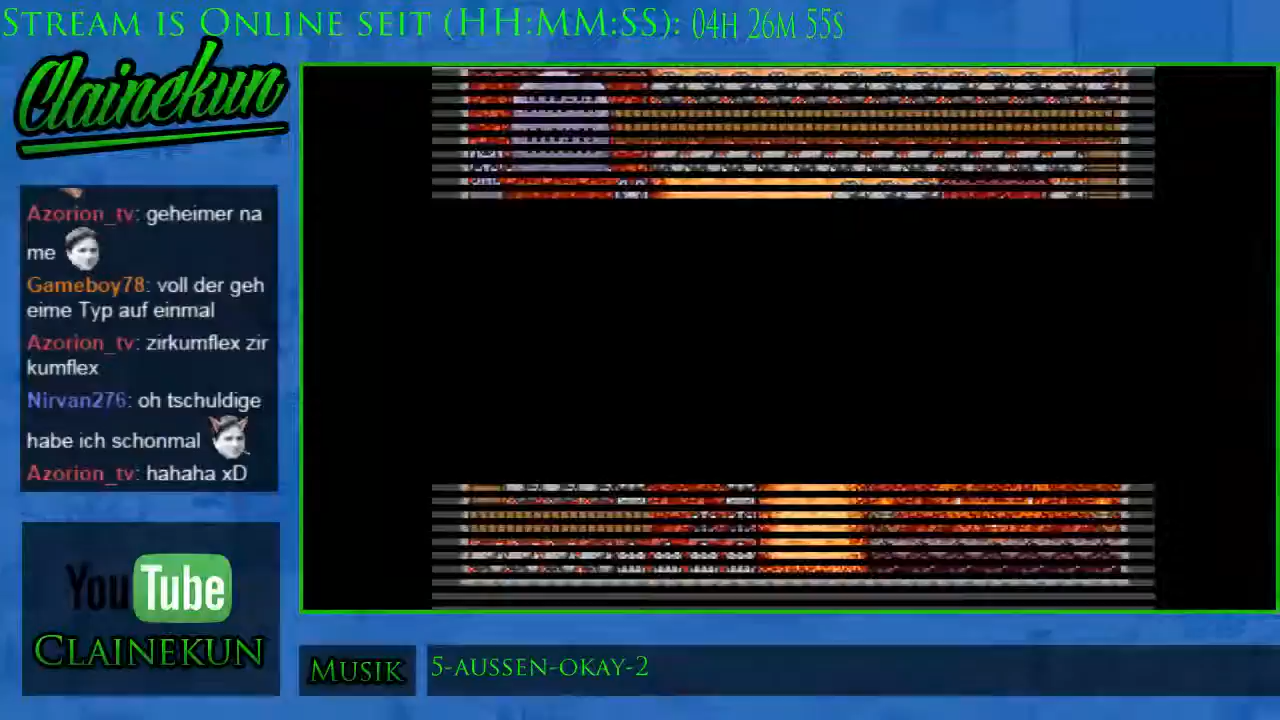 Stream is Online seit (HH:MM:SS): 04h 26m 55s
Clainekun
Azorion_tv: geheimer na
me
Gameboy78: voll der geh
eime Typ auf einmal
Azorion_tv: zirkumflex zir
kumflex
Nirvan276: oh tschuldige
habe ich schonmal
Azorion_tv: hahaha xD
YouTube
Clainekun
Musik
5-aussen-okay-2